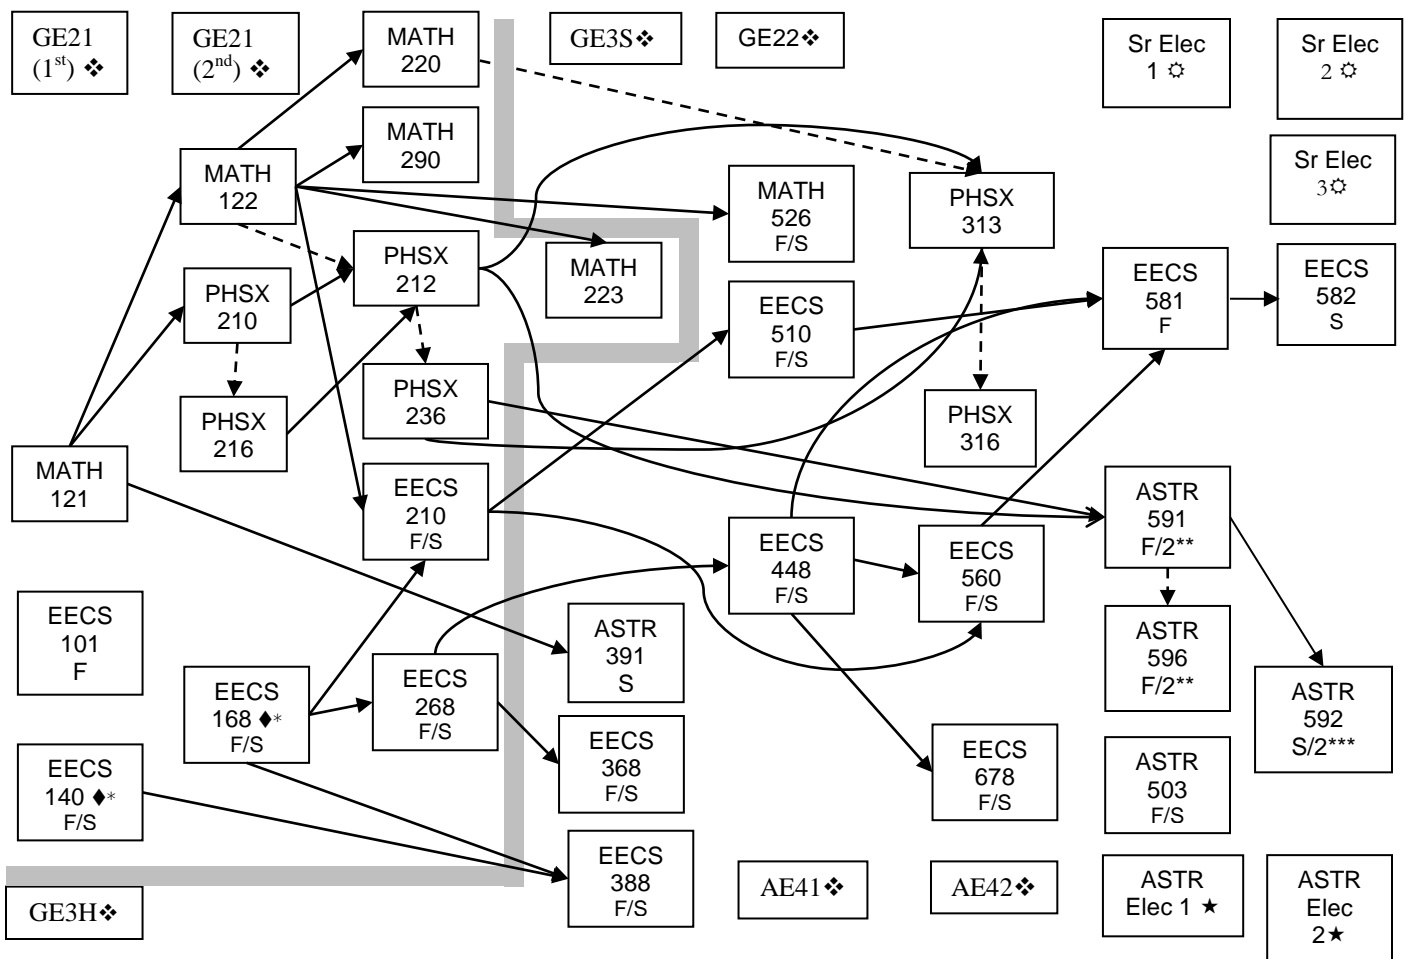 GE21
(1st) ❖
GE21
(2nd) ❖
MATH
220
GE3S❖
GE22❖
Sr Elec
1 ☼
Sr Elec
2 ☼
MATH
290
Sr Elec
3☼
MATH
122
MATH
526
F/S
PHSX
313
PHSX
212
MATH
223
EECS
581
F
EECS
582
S
PHSX
210
EECS
510
F/S
PHSX
236
PHSX
216
PHSX
316
MATH
121
EECS
210
F/S
ASTR
591
F/2**
EECS
448
F/S
EECS
560
F/S
EECS
101
F
ASTR
391
S
ASTR
596
F/2**
EECS
168 ♦*
F/S
EECS
268
F/S
ASTR
592
S/2***
EECS
140 ♦*
F/S
EECS
368
F/S
EECS
678
F/S
ASTR
503
F/S
EECS
388
F/S
GE3H❖
AE41❖
AE42❖
ASTR
Elec 1 ★
ASTR
Elec
2★